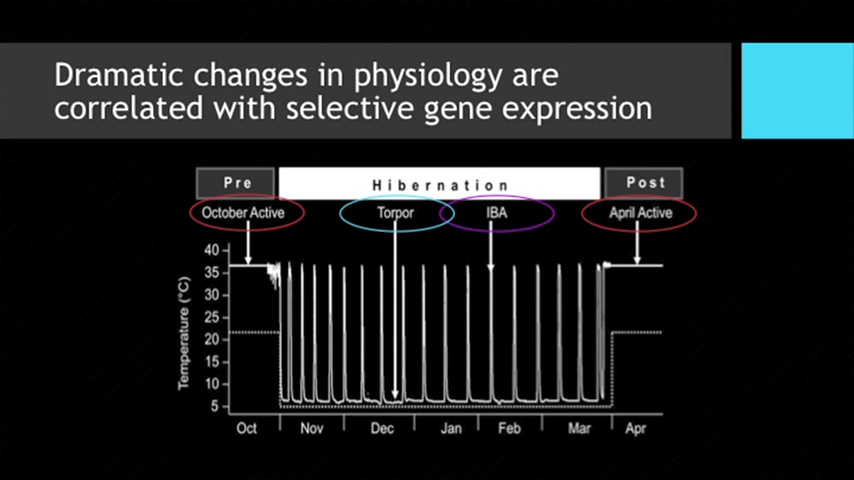 Dramatic changes in physiology are
correlated with selective gene expression
Pre
Hibernation
Post
October Active
Torpor
IBA
April Active
Temperature (°C)
40
35
30
25
20
15
10
5
Oct
Nov
Dec
Jan
Feb
Mar
Apr